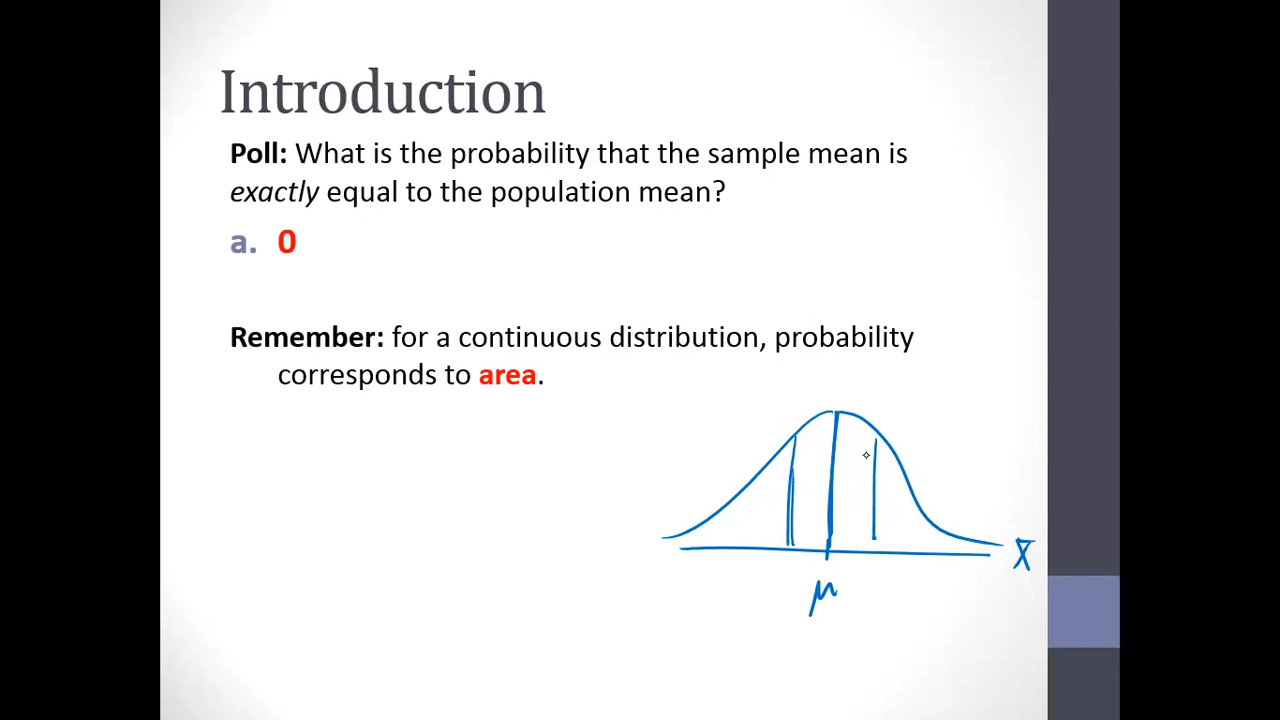 Introduction
Poll: What is the probability that the sample mean is
exactly equal to the population mean?
a. 0
Remember: for a continuous distribution, probability
corresponds to area.
x̄
μ